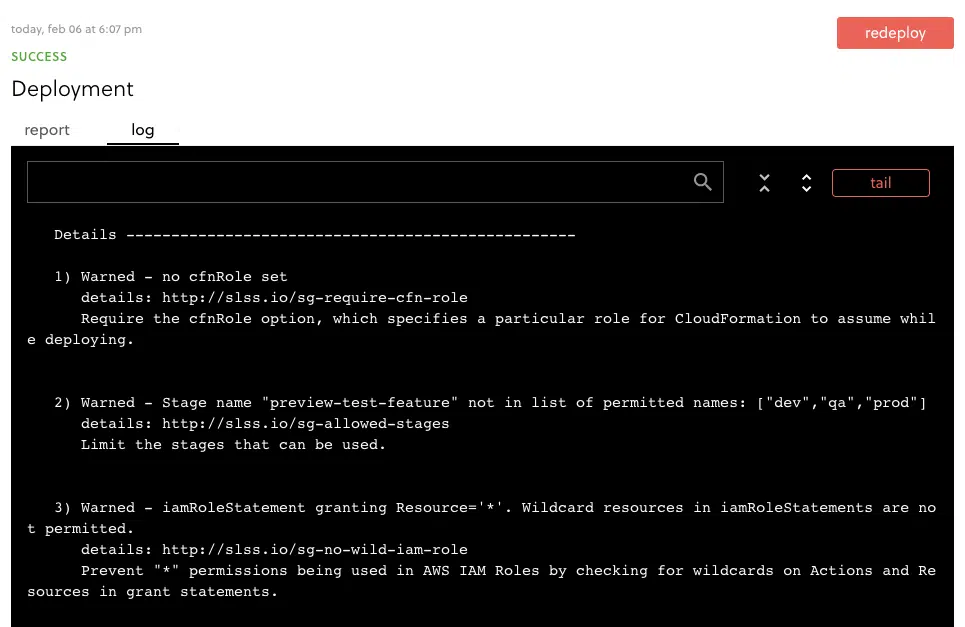 today, feb 06 at 6:07 pm
redeploy
SUCCESS
Deployment
report
log
tail
Details --------------------------------------------------
1) Warned - no cfnRole set
details: http://slss.io/sg-require-cfn-role
Require the cfnRole option, which specifies a particular role for CloudFormation to assume whil
e deploying.
2) Warned - Stage name "preview-test-feature" not in list of permitted names: ["dev","qa","prod"]
details: http://slss.io/sg-allowed-stages
Limit the stages that can be used.
3) Warned - iamRoleStatement granting Resource='*'. Wildcard resources in iamRoleStatements are no
t permitted.
details: http://slss.io/sg-no-wild-iam-role
Prevent "*" permissions being used in AWS IAM Roles by checking for wildcards on Actions and Re
sources in grant statements.